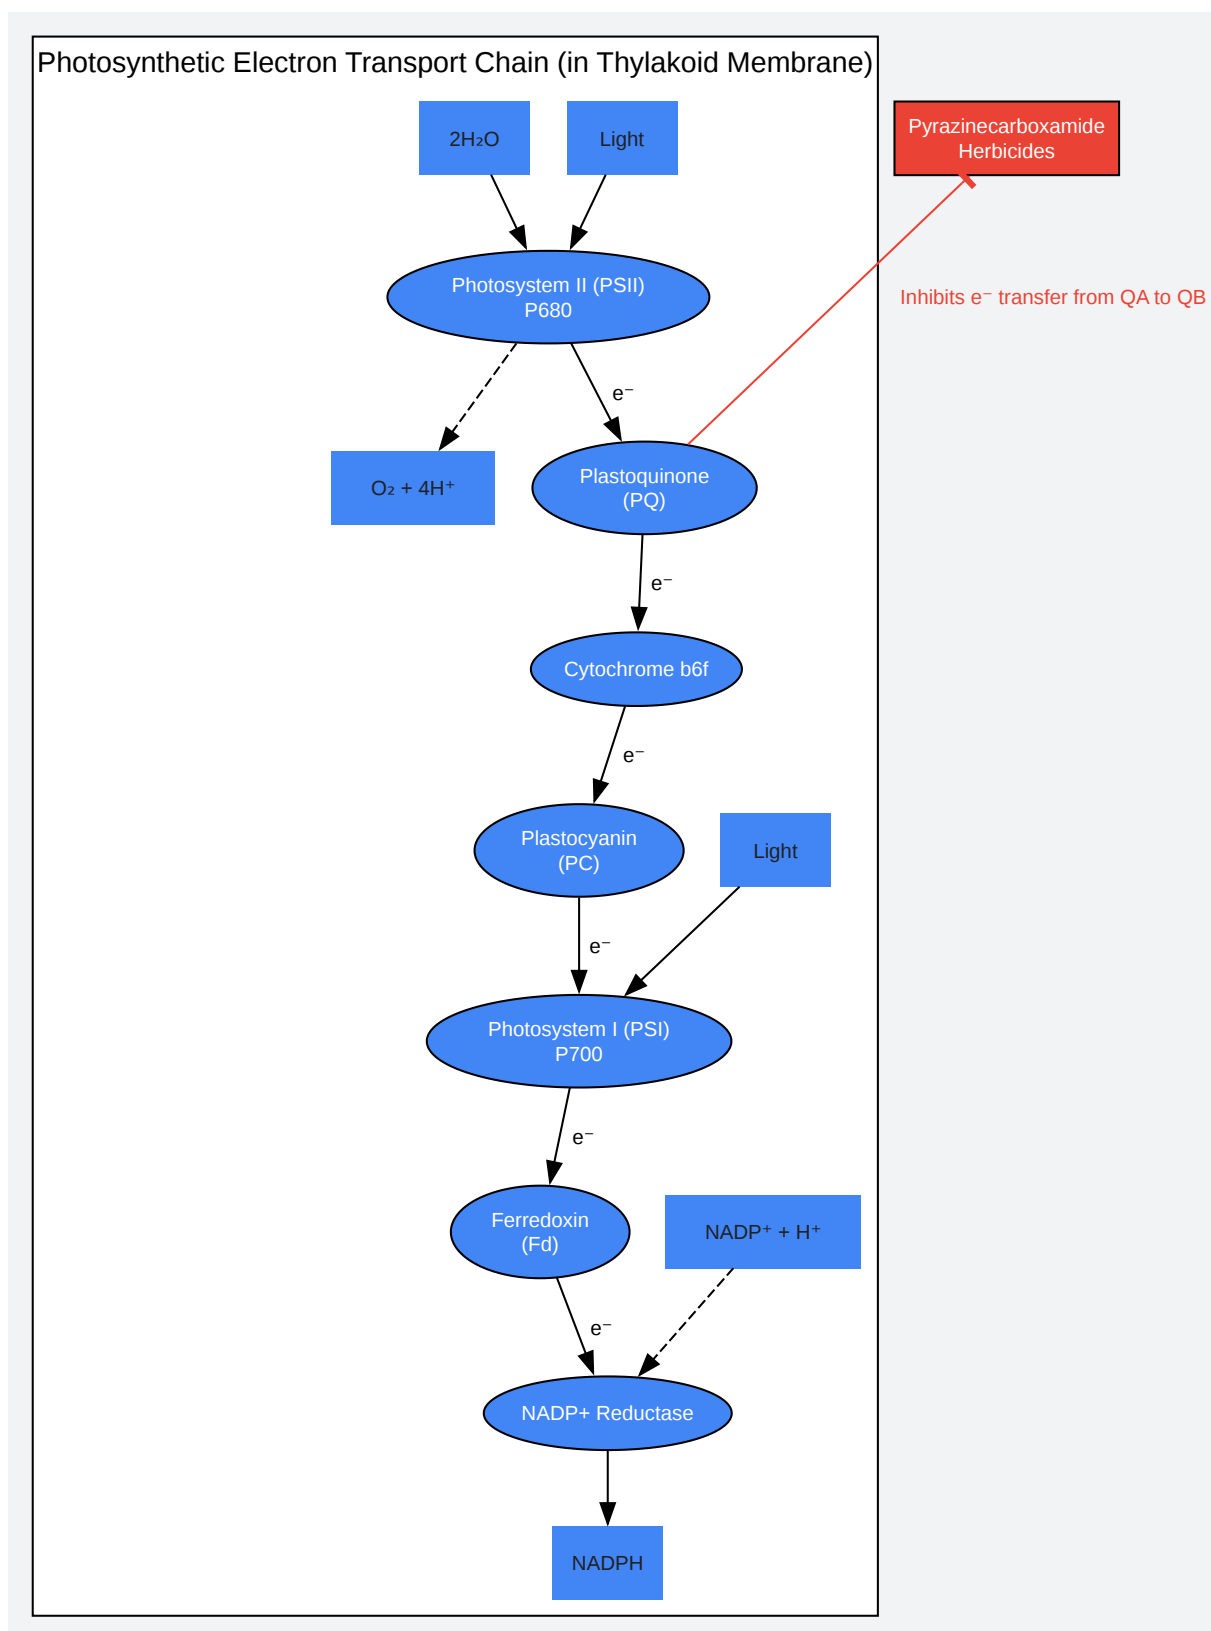 Photosynthetic Electron Transport Chain (in Thylakoid Membrane)
2H₂O
Light
Pyrazinecarboxamide
Herbicides
Photosystem II (PSII)
P680
Inhibits e⁻ transfer from QA to QB
e⁻
O₂ + 4H⁺
Plastoquinone
(PQ)
e⁻
Cytochrome b6f
e⁻
Plastocyanin
(PC)
Light
e⁻
Photosystem I (PSI)
P700
e⁻
Ferredoxin
(Fd)
NADP⁺ + H⁺
e⁻
NADP+ Reductase
NADPH